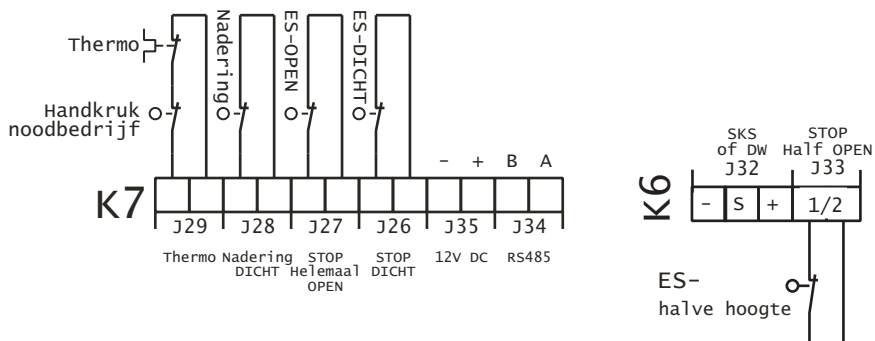 Thermo
Handkruk
noodbedrijf
Nadering
ES-OPEN
ES-DICHT
- + B A
K7
J29 J28 J27 J26 J35 J34
Thermo Nadering DICHT STOP Helemaal OPEN STOP DICHT 12V DC RS485
SKS of DW STOP Half OPEN
J32 J33
K6
- S + 1/2
ES-
halve hoogte